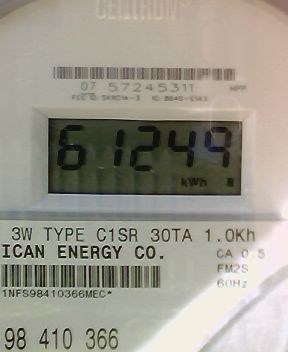 CENTRON®
07 57245311
61249
kWh
3W TYPE C1SR 30TA 1.0Kh
ICAN ENERGY CO. CA 0.5
FM2S
60Hz
1NFS98410366MEC*
98 410 366